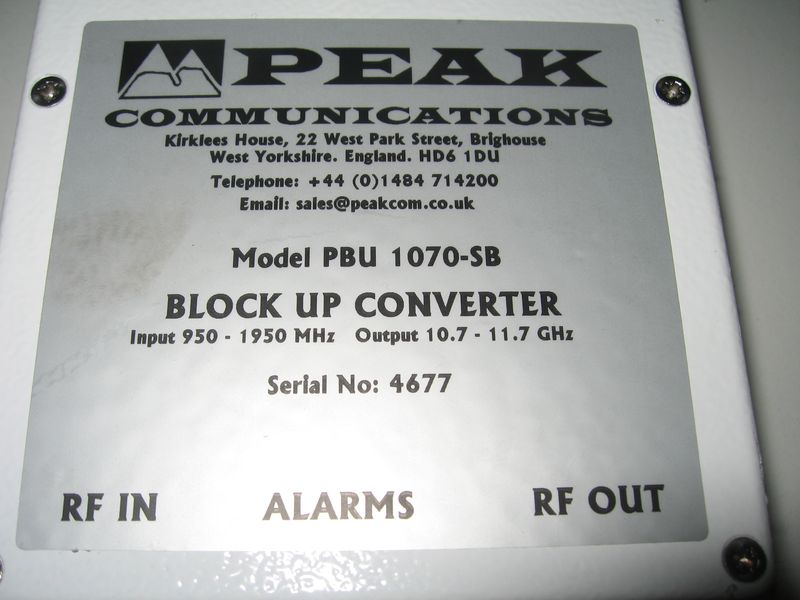 PEAK
COMMUNICATIONS
Kirklees House, 22 West Park Street, Brighouse
West Yorkshire. England. HD6 1DU
Telephone: +44 (0)1484 714200
Email: sales@peakcom.co.uk
Model PBU 1070-SB
BLOCK UP CONVERTER
Input 950 - 1950 MHz Output 10.7 - 11.7 GHz
Serial No: 4677
RF IN ALARMS RF OUT